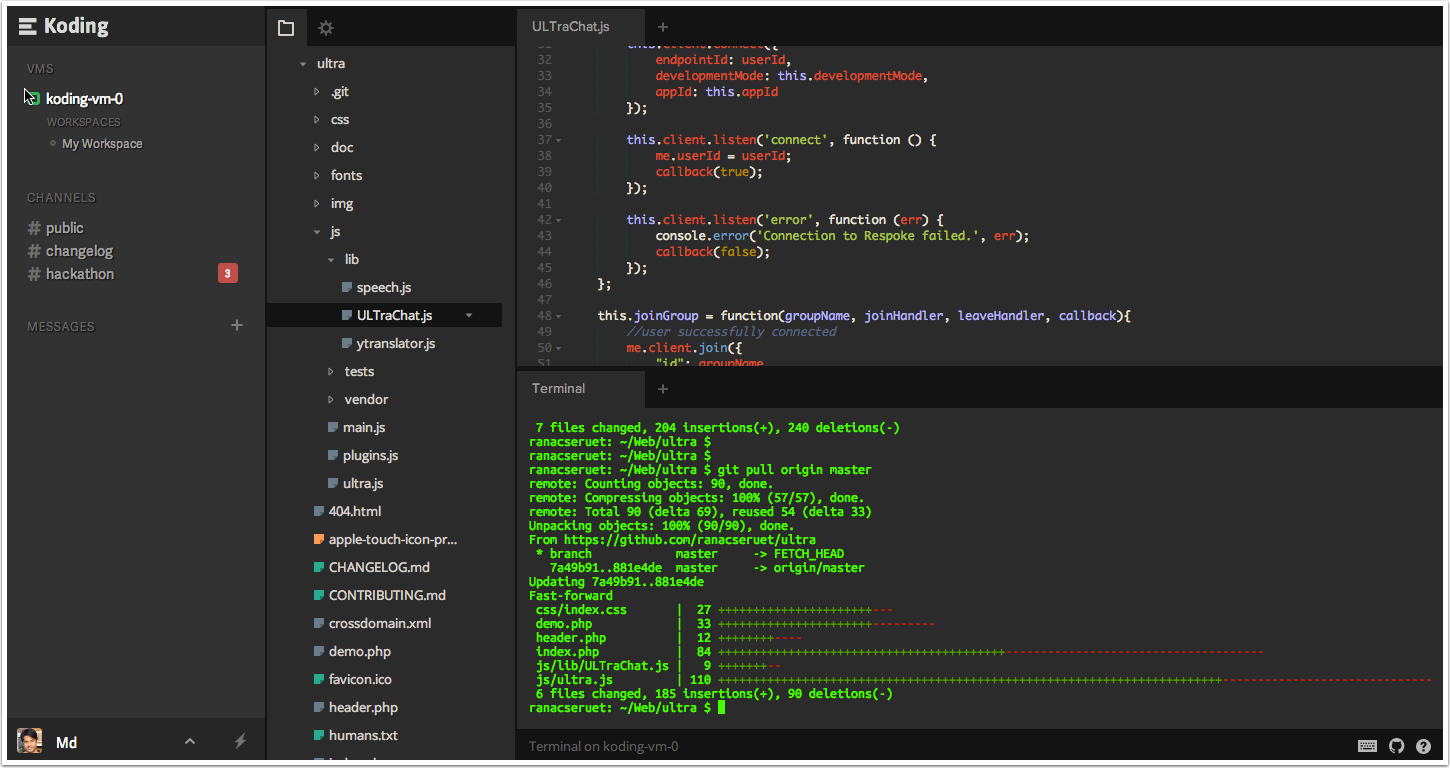 Koding
VMS
koding-vm-0
WORKSPACES
My Workspace
CHANNELS
# public
# changelog
# hackathon 3
MESSAGES +
Md
ultra
.git
css
doc
fonts
img
js
lib
speech.js
ULTraChat.js
ytranslator.js
tests
vendor
main.js
plugins.js
ultra.js
404.html
apple-touch-icon-pr...
CHANGELOG.md
CONTRIBUTING.md
crossdomain.xml
demo.php
favicon.ico
header.php
humans.txt
ULTraChat.js +
31 this.client.connect({
32 endpointId: userId,
33 developmentMode: this.developmentMode,
34 appId: this.appId
35 });
36
37 this.client.listen('connect', function () {
38 me.userId = userId;
39 callback(true);
40 });
41
42 this.client.listen('error', function (err) {
43 console.error('Connection to Respoke failed.', err);
44 callback(false);
45 });
46 };
47
48 this.joinGroup = function(groupName, joinHandler, leaveHandler, callback){
49 //user successfully connected
50 me.client.join({
51 "id": groupName
Terminal +
7 files changed, 204 insertions(+), 240 deletions(-)
ranacseruet: ~/Web/ultra $
ranacseruet: ~/Web/ultra $
ranacseruet: ~/Web/ultra $ git pull origin master
remote: Counting objects: 90, done.
remote: Compressing objects: 100% (57/57), done.
remote: Total 90 (delta 69), reused 54 (delta 33)
Unpacking objects: 100% (90/90), done.
From https://github.com/ranacseruet/ultra
* branch master -> FETCH_HEAD
7a49b91..881e4de master -> origin/master
Updating 7a49b91..881e4de
Fast-forward
css/index.css | 27 ++++++++++++++++++++++---
demo.php | 33 ++++++++++++++++++++++---------
header.php | 12 ++++++++----
index.php | 84 +++++++++++++++++++++++++++++++++++++++++-------------------------------------
js/lib/ULTraChat.js | 9 +++++++--
js/ultra.js | 110 ++++++++++++++++++++++++++++++++++++++++++++++++++++++++++++++++++++++++------------------------------
6 files changed, 185 insertions(+), 90 deletions(-)
ranacseruet: ~/Web/ultra $
Terminal on koding-vm-0
?